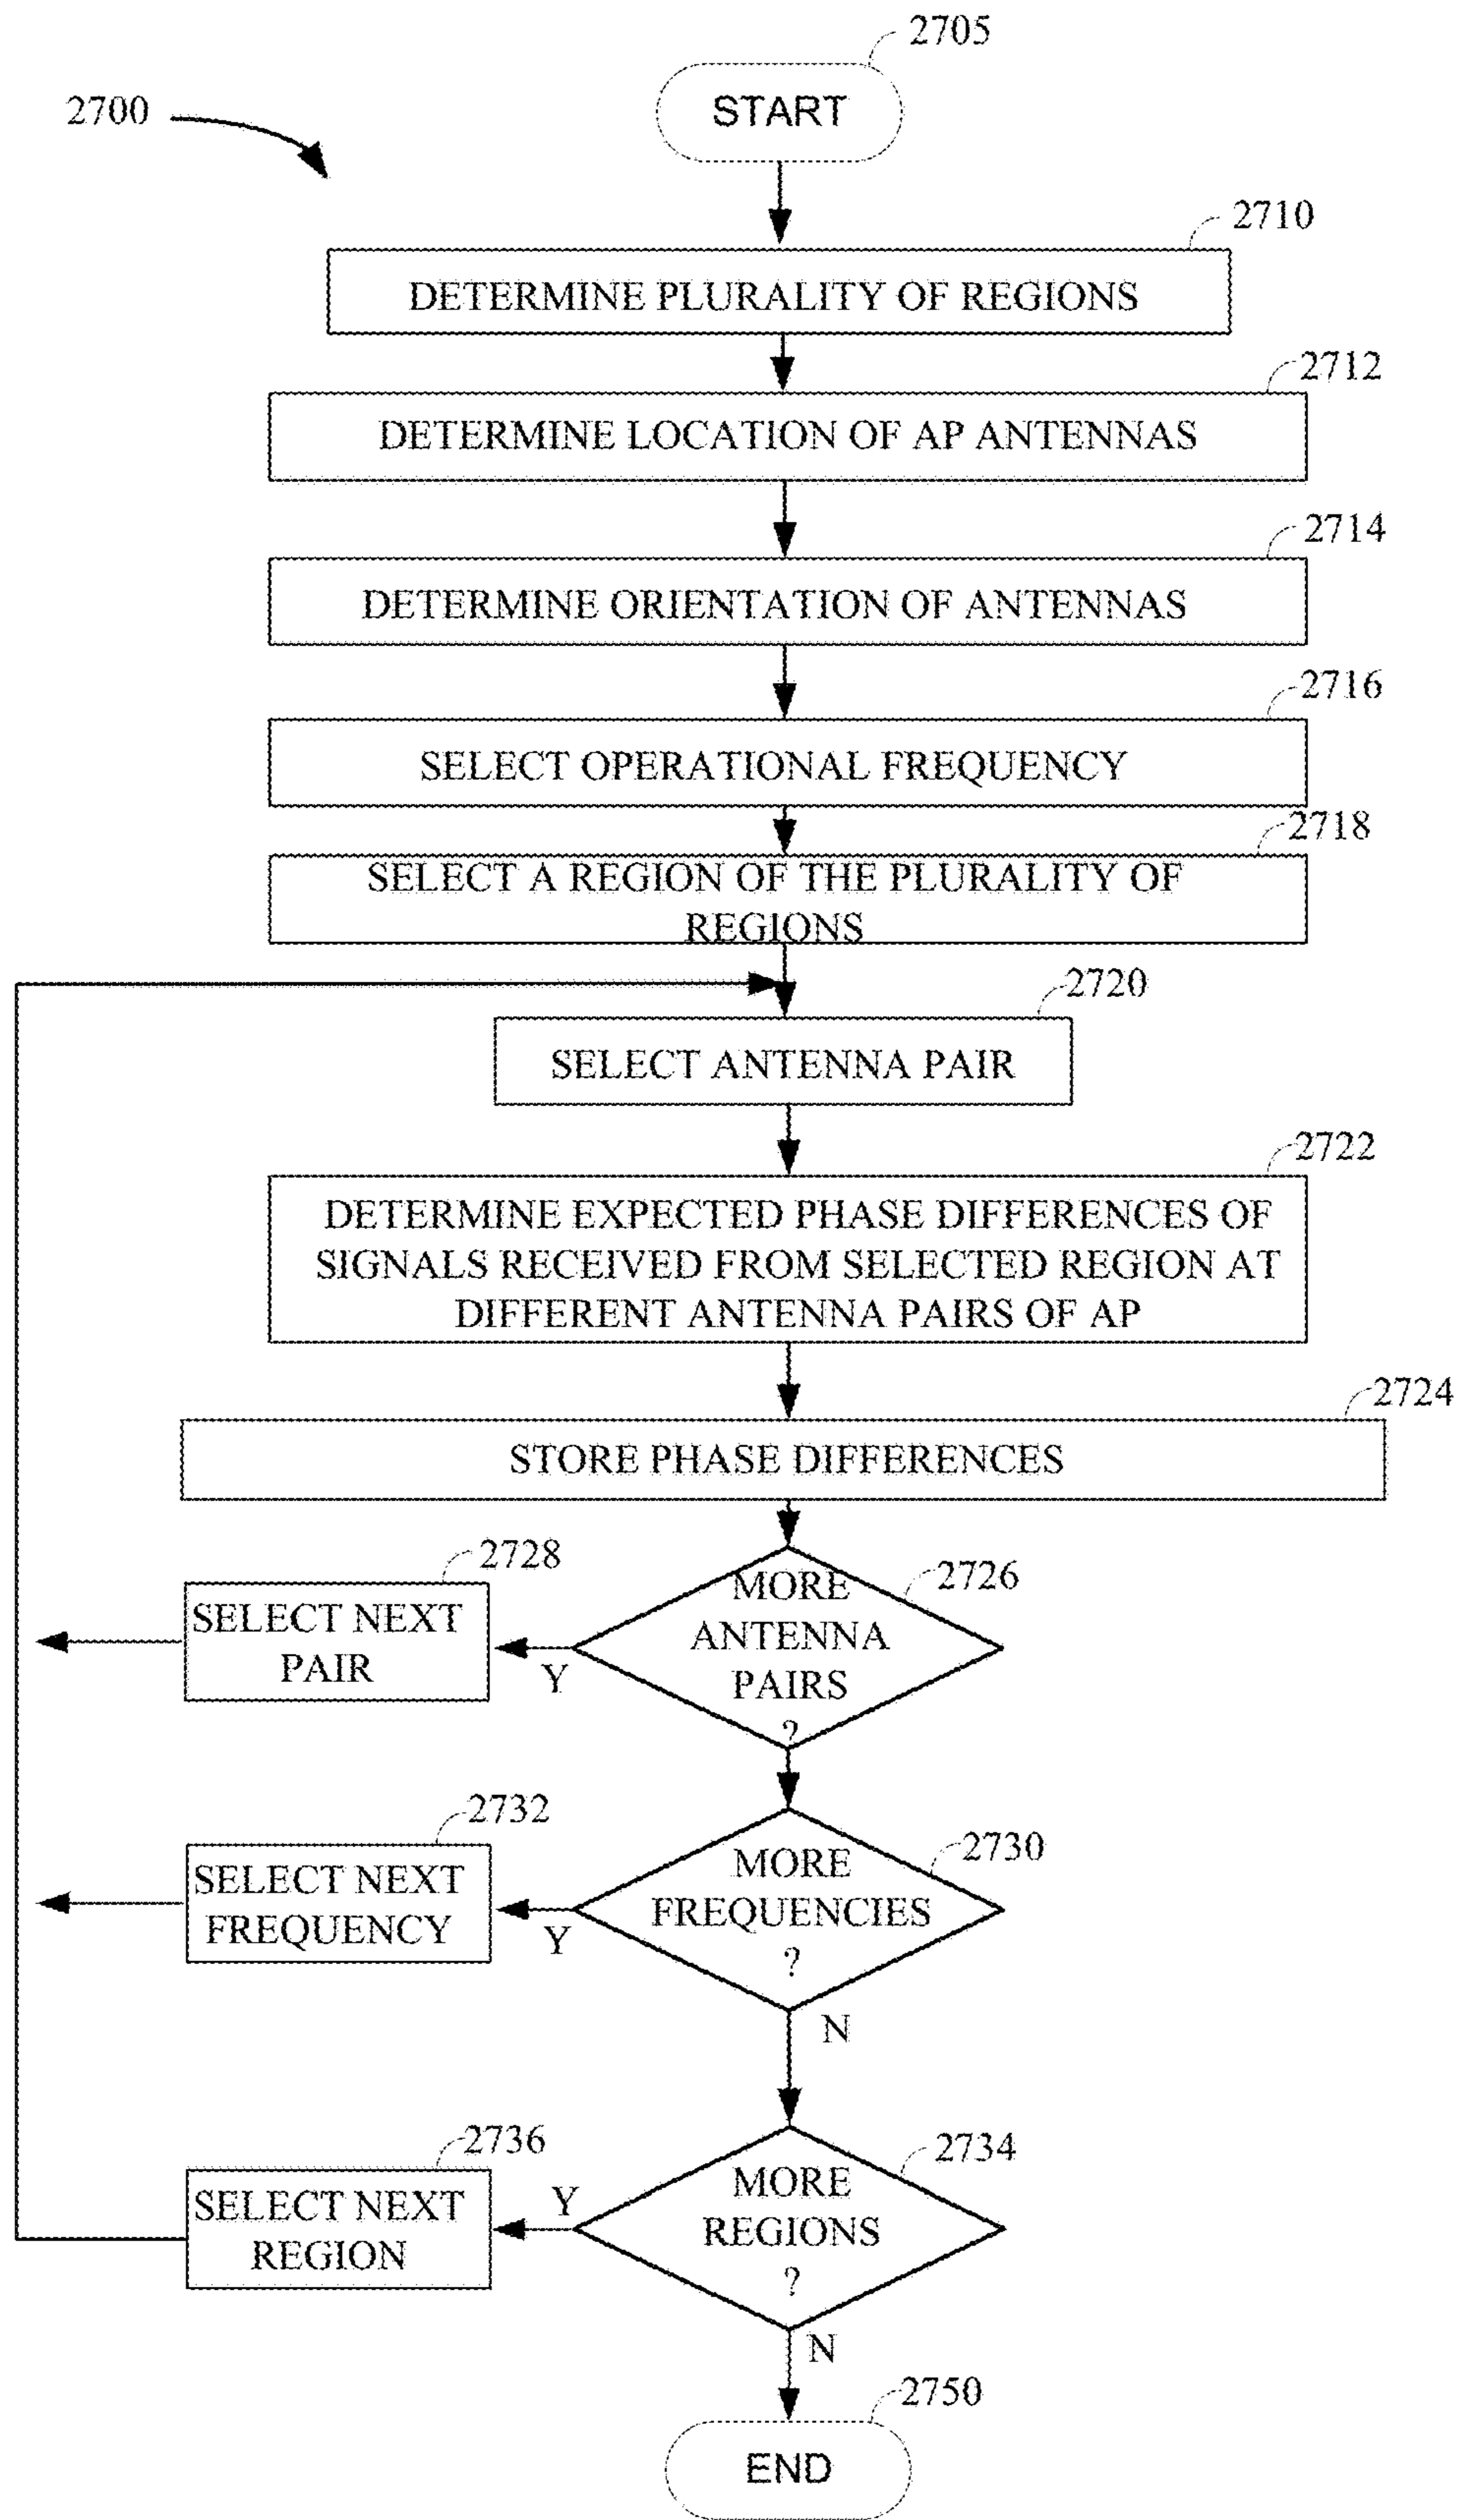 2705
START
2700
2710
DETERMINE PLURALITY OF REGIONS
2712
DETERMINE LOCATION OF AP ANTENNAS
2714
DETERMINE ORIENTATION OF ANTENNAS
2716
SELECT OPERATIONAL FREQUENCY
2718
SELECT A REGION OF THE PLURALITY OF
REGIONS
2720
SELECT ANTENNA PAIR
2722
DETERMINE EXPECTED PHASE DIFFERENCES OF
SIGNALS RECEIVED FROM SELECTED REGION AT
DIFFERENT ANTENNA PAIRS OF AP
2724
STORE PHASE DIFFERENCES
2728
SELECT NEXT
PAIR
Y
2726
MORE
ANTENNA
PAIRS
?
2732
SELECT NEXT
FREQUENCY
Y
2730
MORE
FREQUENCIES
?
N
2736
SELECT NEXT
REGION
Y
2734
MORE
REGIONS
?
N
2750
END